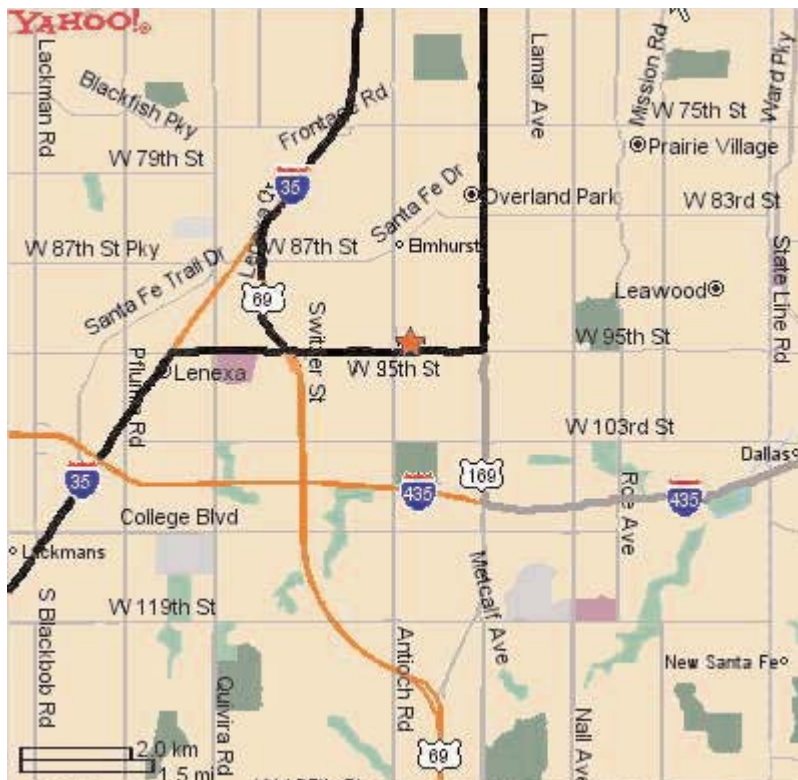 YAHOO!®
Lackman Rd
Blackfish Pky
Frontage Rd
Lamar Ave
Mission Rd
Ward Pky
W 75th St
Prairie Village
W 79th St
35
Santa Fe Dr
Overland Park
W 83rd St
W 87th St Pky
W 87th St
Elmhurst
Santa Fe Trail Dr
State Line Rd
69
Leawood
Switzer St
W 95th St
Pflumm Rd
Lenexa
W 95th St
W 103rd St
Dallas
35
435
169
Roe Ave
435
College Blvd
Lackmans
Metcalf Ave
S Blackbob Rd
W 119th St
Antioch Rd
New Santa Fe
Quivira Rd
Nall Ave
2.0 km
1.5 mi
69